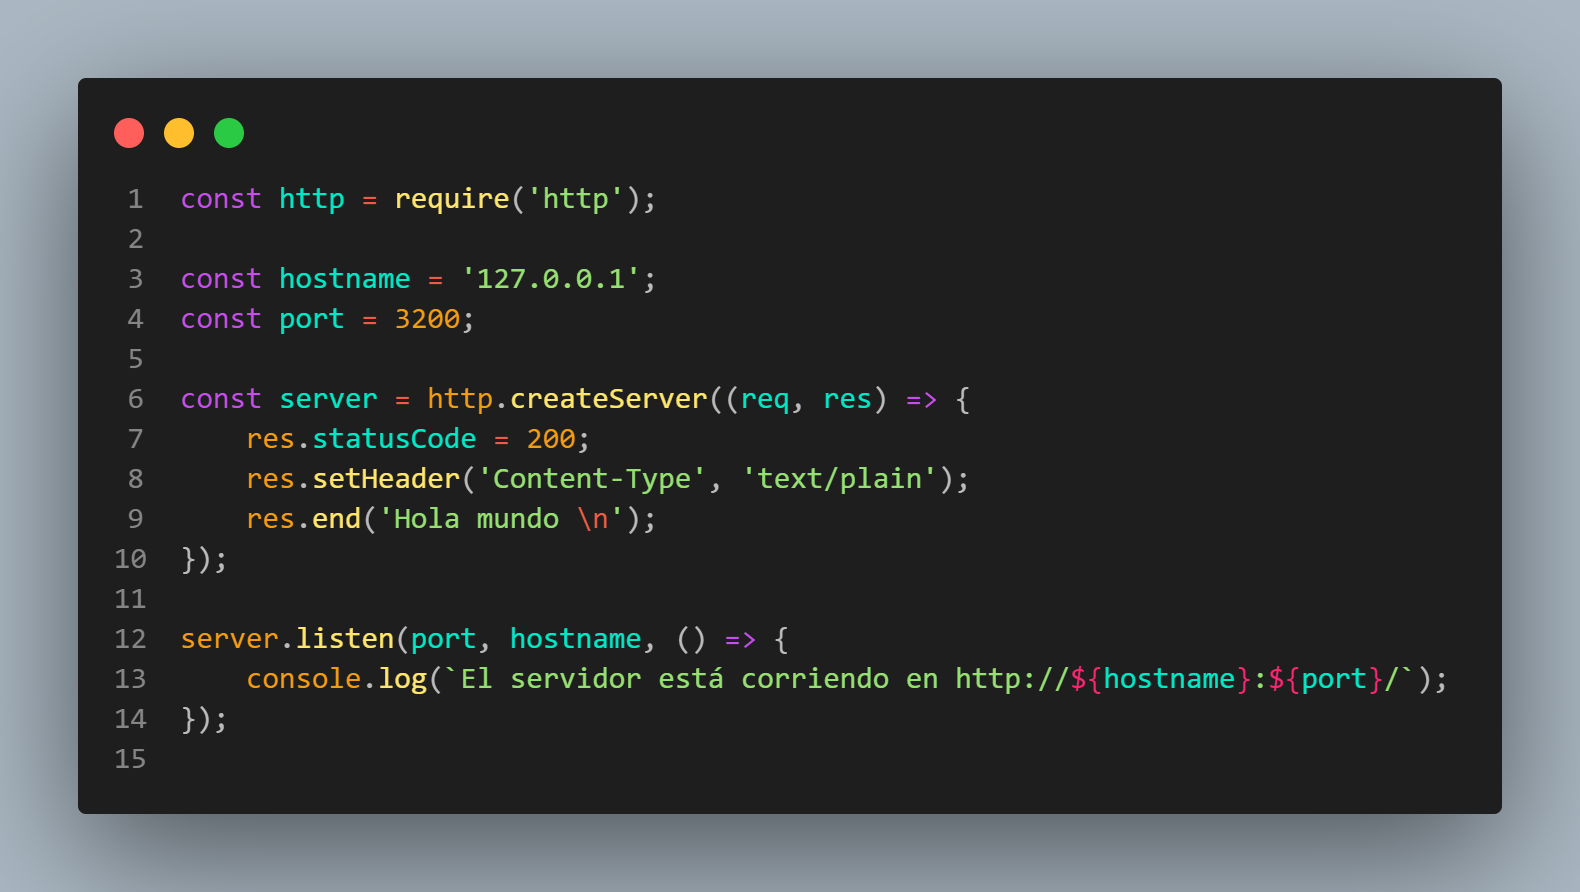 1 const http = require('http');
2
3 const hostname = '127.0.0.1';
4 const port = 3200;
5
6 const server = http.createServer((req, res) => {
7     res.statusCode = 200;
8     res.setHeader('Content-Type', 'text/plain');
9     res.end('Hola mundo \n');
10 });
11
12 server.listen(port, hostname, () => {
13     console.log(`El servidor está corriendo en http://${hostname}:${port}/`);
14 });
15